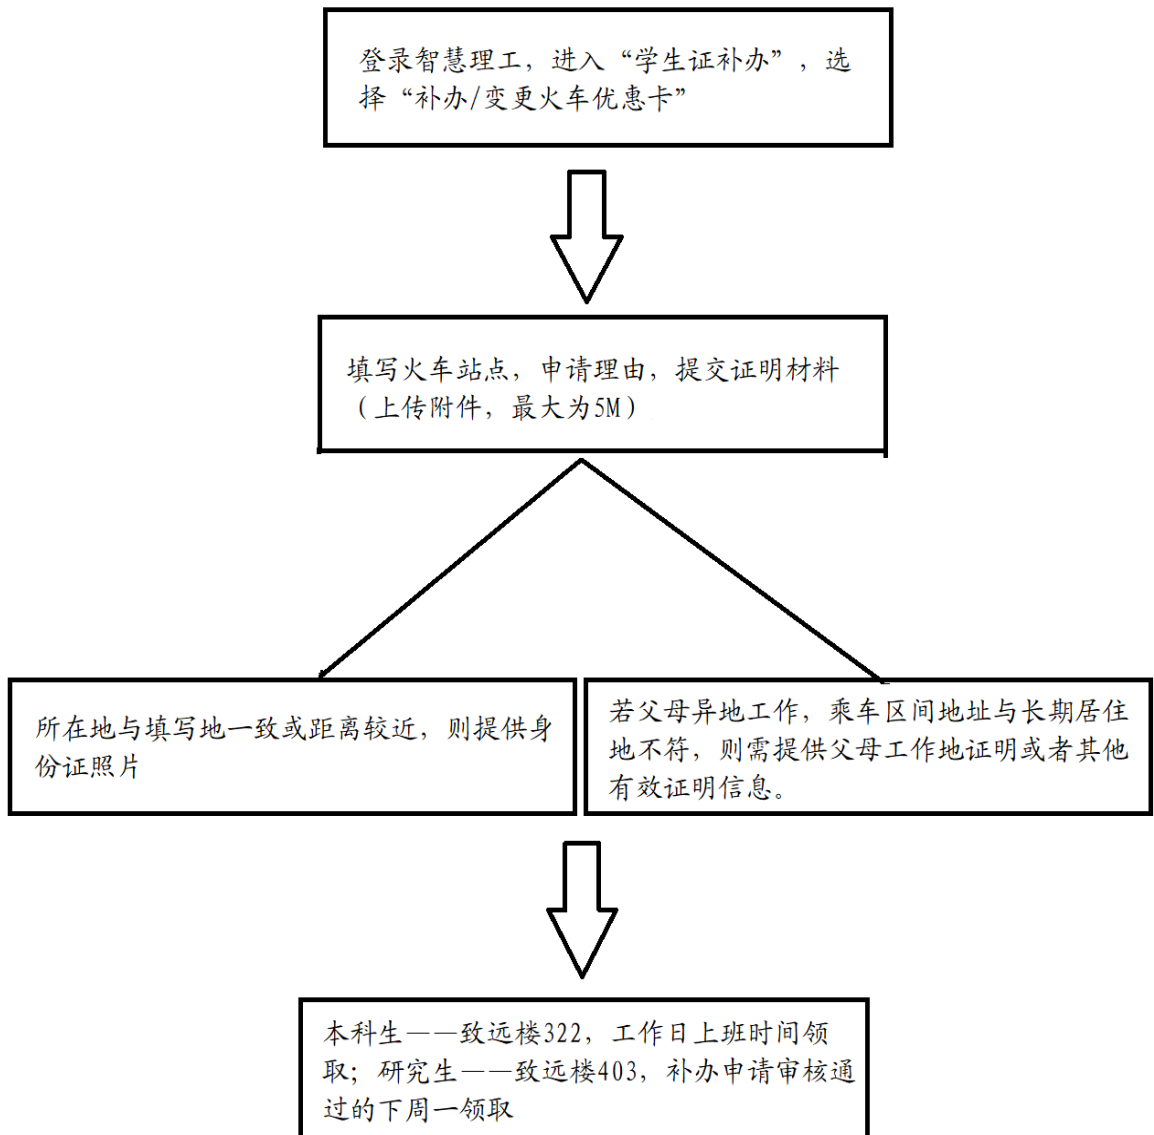 登录智慧理工，进入“学生证补办”，选
择“补办/变更火车优惠卡”
填写火车站点，申请理由，提交证明材料
（上传附件，最大为5M）
所在地与填写地一致或距离较近，则提供身
份证照片
若父母异地工作，乘车区间地址与长期居住
地不符，则需提供父母工作地证明或者其他
有效证明信息。
本科生——致远楼322，工作日上班时间领
取；研究生——致远楼403，补办申请审核通
过的下周一领取